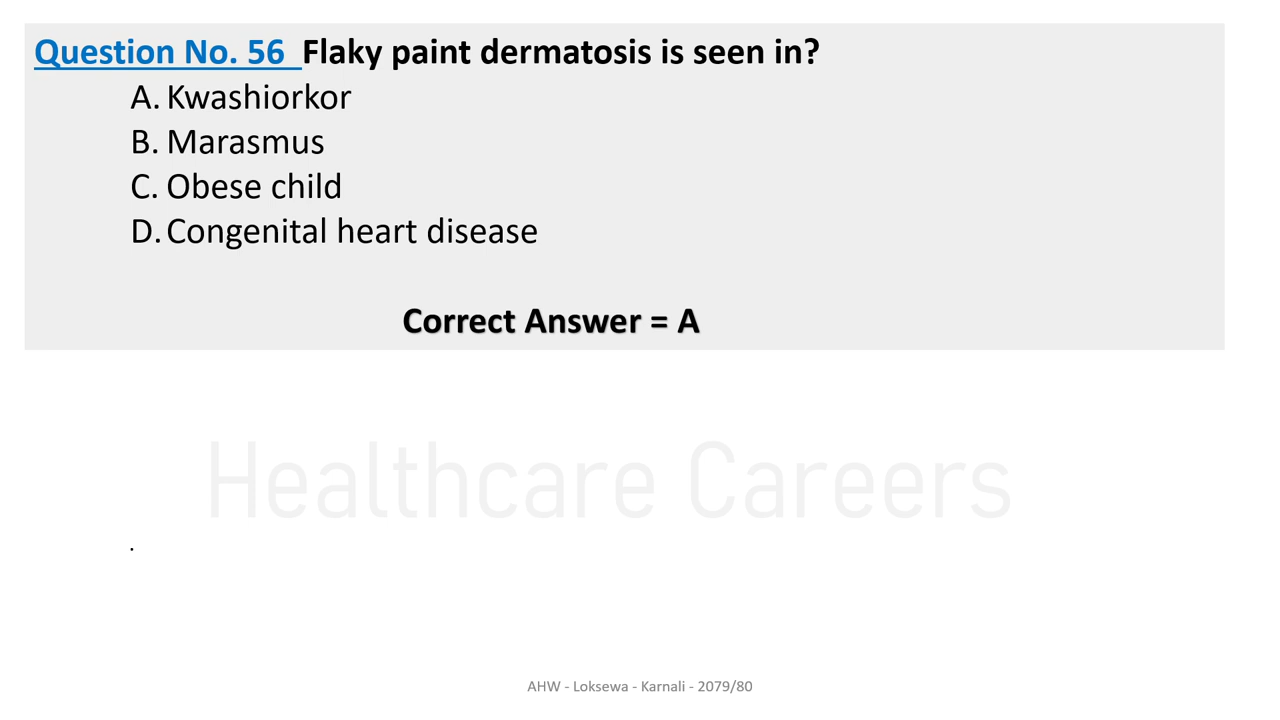 Question No. 56 Flaky paint dermatosis is seen in?
A. Kwashiorkor
B. Marasmus
C. Obese child
D. Congenital heart disease
Correct Answer = A
Healthcare Careers
.
AHW - Loksewa - Karnali - 2079/80